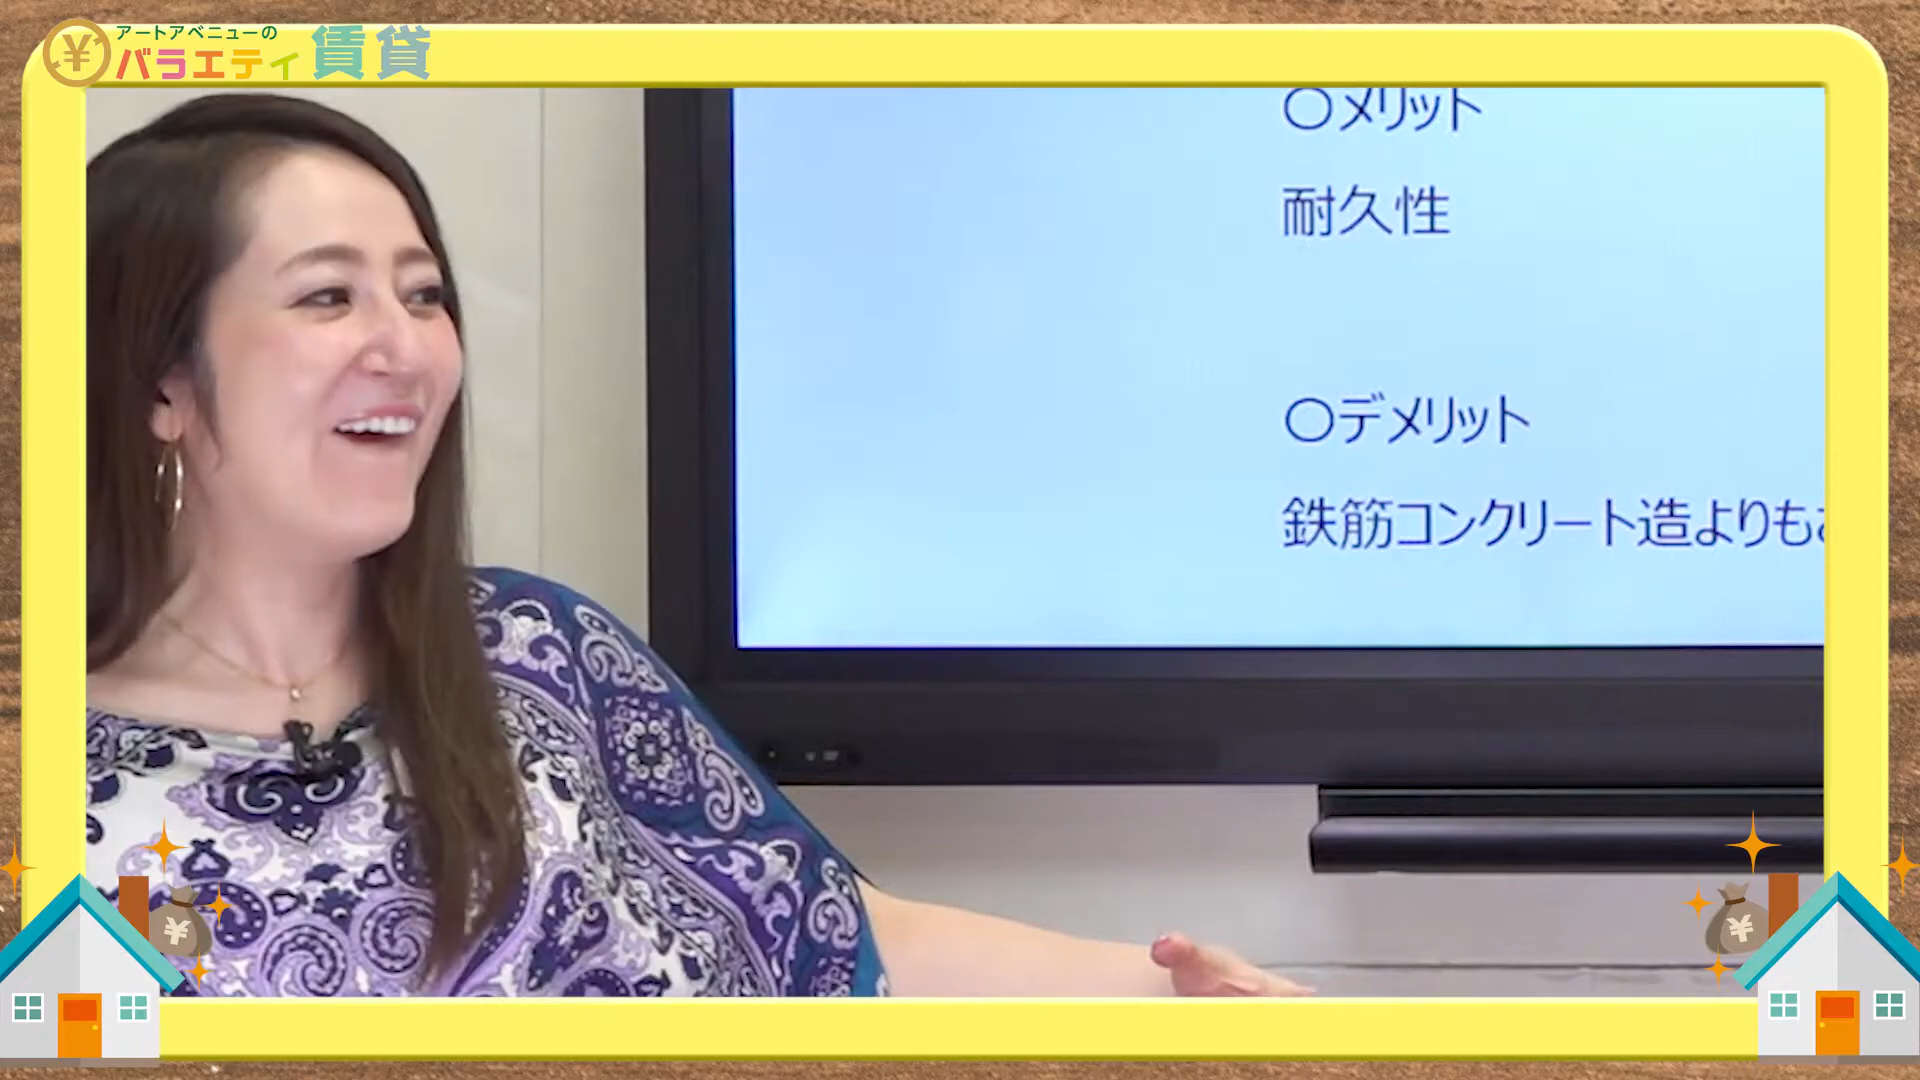 アートアベニューの
バラエティ賃貸
〇メリット
耐久性
〇デメリット
鉄筋コンクリート造よりも
¥
¥